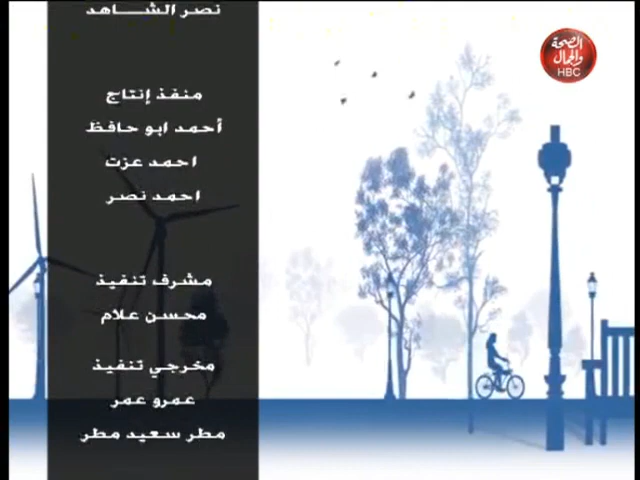 نصر الشاهد
الصحة
والجمال
HBC
منفذ إنتاج
أحمد ابو حافظ
احمد عزت
احمد نصر
مشرف تنفيذ
محسن علام
مخرجي تنفيذ
عمرو عمر
مطر سعيد مطر